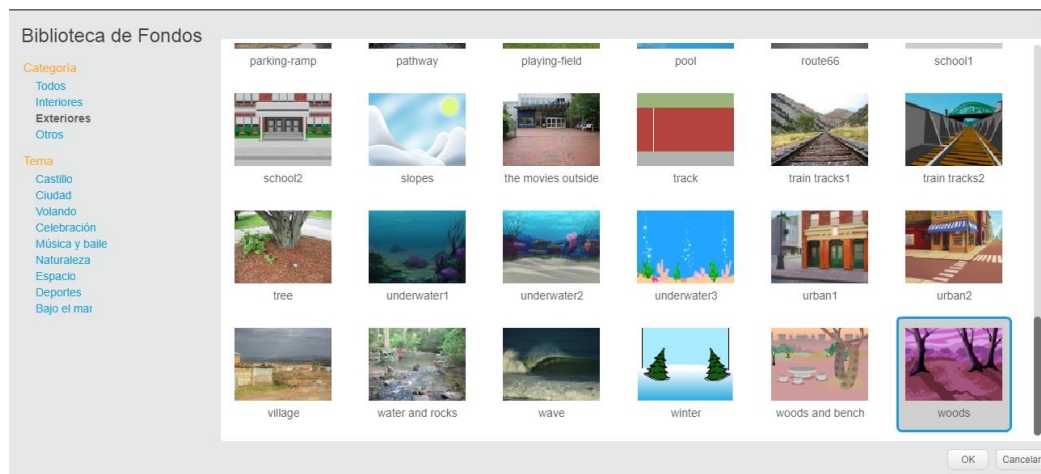 Biblioteca de Fondos
Categoría
Todos
Interiores
Exteriores
Otros
Tema
Castillo
Ciudad
Volando
Celebración
Música y baile
Naturaleza
Espacio
Deportes
Bajo el mar
parking-ramp pathway playing-field pool route66 school1
school2 slopes the movies outside track train tracks1 train tracks2
tree underwater1 underwater2 underwater3 urban1 urban2
village water and rocks wave winter woods and bench woods
OK Cancelar